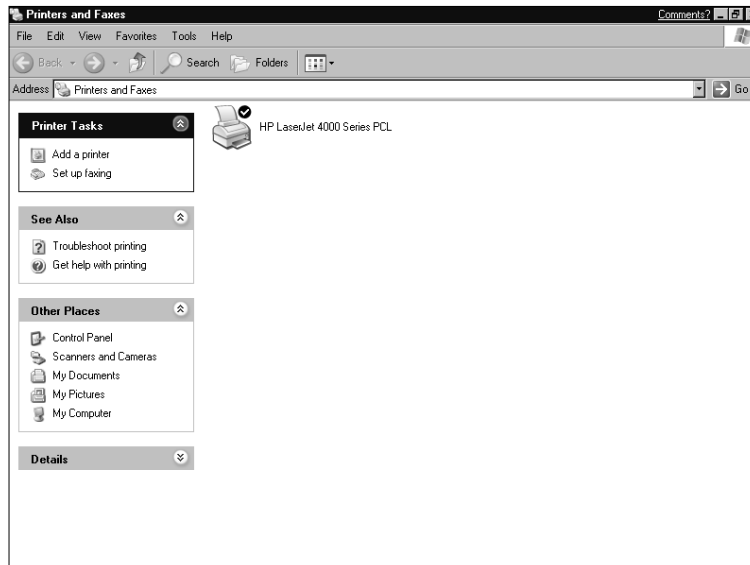 Printers and Faxes
Comments?
File Edit View Favorites Tools Help
Back Search Folders
Address Printers and Faxes Go
Printer Tasks
Add a printer
Set up faxing
See Also
Troubleshoot printing
Get help with printing
Other Places
Control Panel
Scanners and Cameras
My Documents
My Pictures
My Computer
Details
HP LaserJet 4000 Series PCL